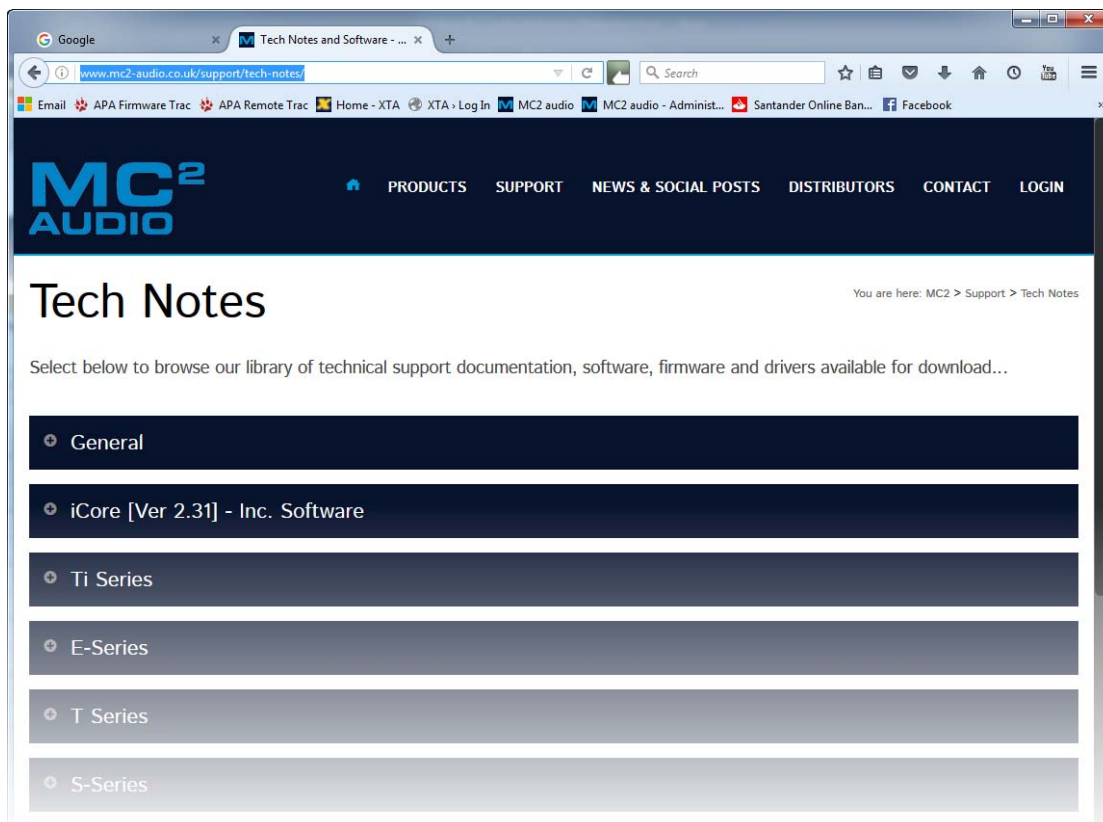 Google
Tech Notes and Software - ...
www.mc2-audio.co.uk/support/tech-notes/
Search
You Tube
Email APA Firmware Trac APA Remote Trac Home - XTA XTA › Log In MC2 audio MC2 audio - Administ... Santander Online Ban... Facebook
MC2
AUDIO
PRODUCTS SUPPORT NEWS & SOCIAL POSTS DISTRIBUTORS CONTACT LOGIN
Tech Notes
You are here: MC2 > Support > Tech Notes
Select below to browse our library of technical support documentation, software, firmware and drivers available for download...
General
iCore [Ver 2.31] - Inc. Software
Ti Series
E-Series
T Series
S-Series